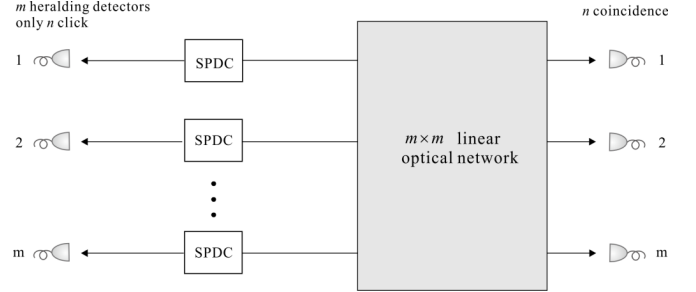 m heralding detectors
only n click
n coincidence
1
SPDC
1
2
SPDC
m×m linear
optical network
2
m
SPDC
m